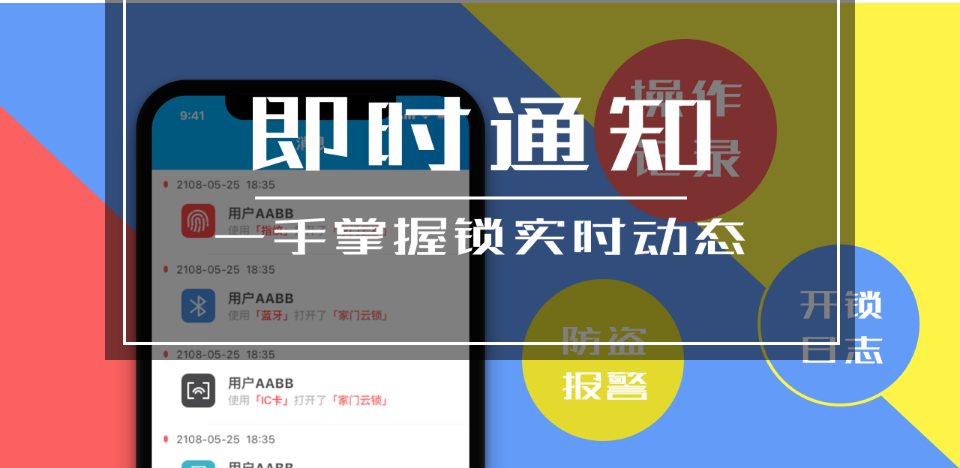 即时通知
一手掌握锁实时动态
操作
记录
防盗
报警
开锁
日志
9:41
消息
2108-05-25 18:35
用户AABB
使用「指纹」
2108-05-25 18:35
用户AABB
使用「蓝牙」打开了「家门云锁」
2108-05-25 18:35
用户AABB
使用「IC卡」打开了「家门云锁」
2108-05-25 18:35
用户AABB